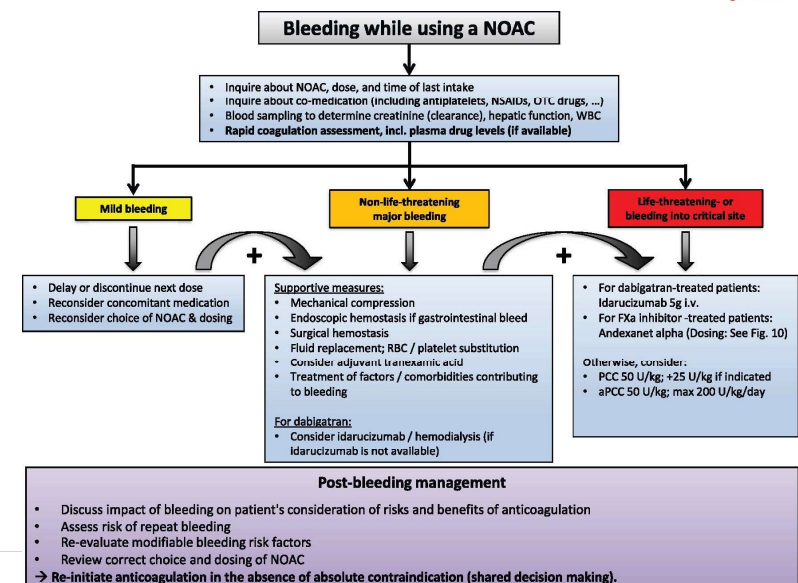 Bleeding while using a NOAC
• Inquire about NOAC, dose, and time of last intake
• Inquire about co-medication (including antiplatelets, NSAIDs, OTC drugs, ...)
• Blood sampling to determine creatinine (clearance), hepatic function, WBC
• Rapid coagulation assessment, incl. plasma drug levels (if available)
Mild bleeding
Non-life-threatening
major bleeding
Life-threatening- or
bleeding into critical site
+
+
• Delay or discontinue next dose
• Reconsider concomitant medication
• Reconsider choice of NOAC & dosing
Supportive measures:
• Mechanical compression
• Endoscopic hemostasis if gastrointestinal bleed
• Surgical hemostasis
• Fluid replacement; RBC / platelet substitution
• Consider adjuvant tranexamic acid
• Treatment of factors / comorbidities contributing
to bleeding
For dabigatran:
• Consider idarucizumab / hemodialysis (if
idarucizumab is not available)
• For dabigatran-treated patients:
Idarucizumab 5g i.v.
• For FXa inhibitor -treated patients:
Andexanet alpha (Dosing: See Fig. 10)
Otherwise, consider:
• PCC 50 U/kg; +25 U/kg if indicated
• aPCC 50 U/kg; max 200 U/kg/day
Post-bleeding management
• Discuss impact of bleeding on patient's consideration of risks and benefits of anticoagulation
• Assess risk of repeat bleeding
• Re-evaluate modifiable bleeding risk factors
• Review correct choice and dosing of NOAC
→ Re-initiate anticoagulation in the absence of absolute contraindication (shared decision making).